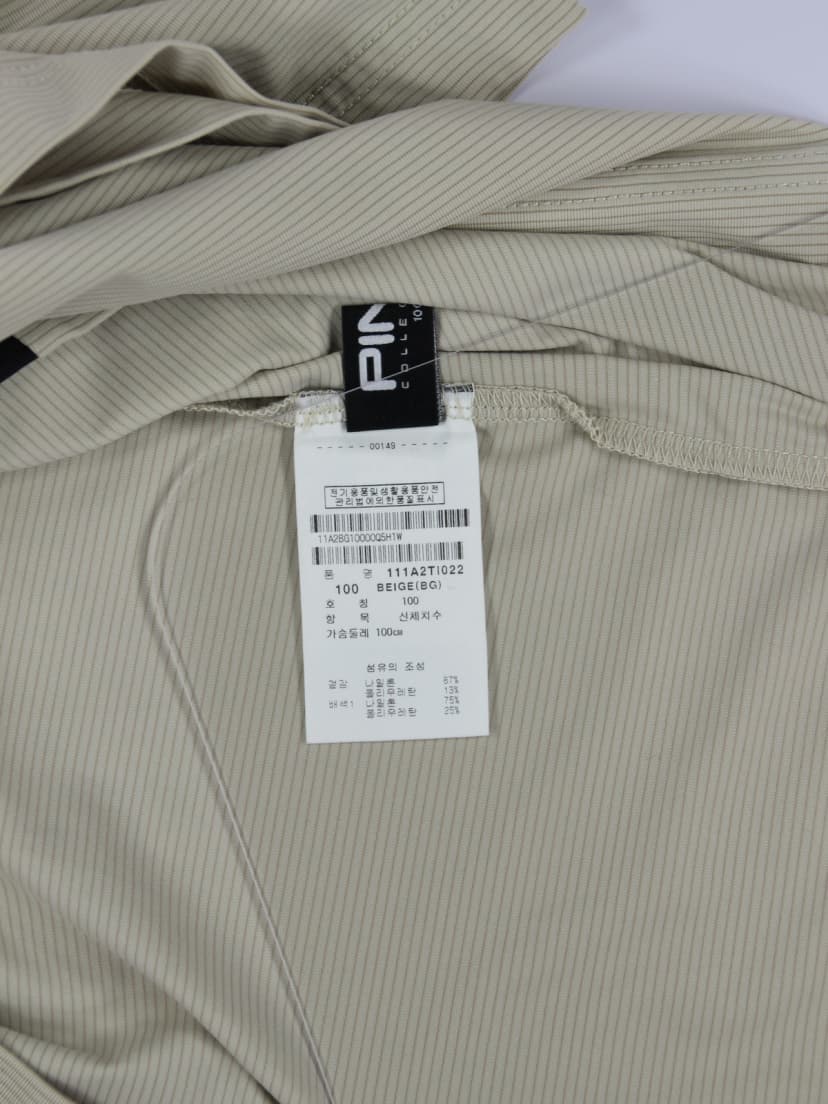 PIN
COLLE
100
0014S
전기용품및생활용품안전
관리법에의한품질표시
11A2BG10000Q5H1W
품 명 111A2TI022
100 BEIGE(BG)
호 칭 100
항 목 신체치수
가슴둘레 100cm
섬유의 조성
겉감 나일론 87%
폴리우레탄 13%
배색1 나일론 75%
폴리우레탄 25%